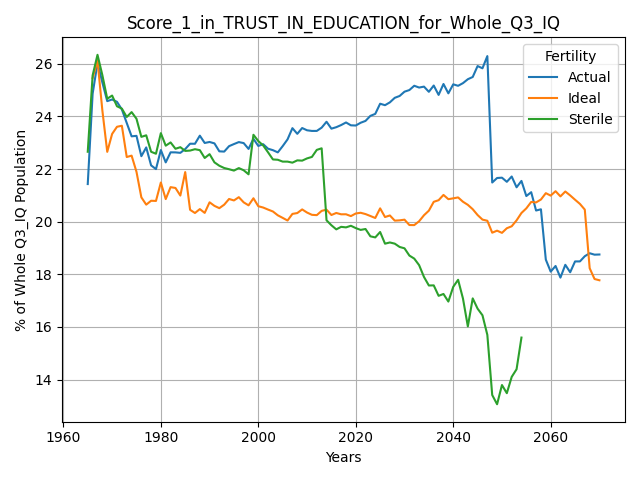 Score_1_in_TRUST_IN_EDUCATION_for_Whole_Q3_IQ
Fertility
Actual
Ideal
Sterile
% of Whole Q3_IQ Population
26
24
22
20
18
16
14
1960
1980
2000
2020
2040
2060
Years